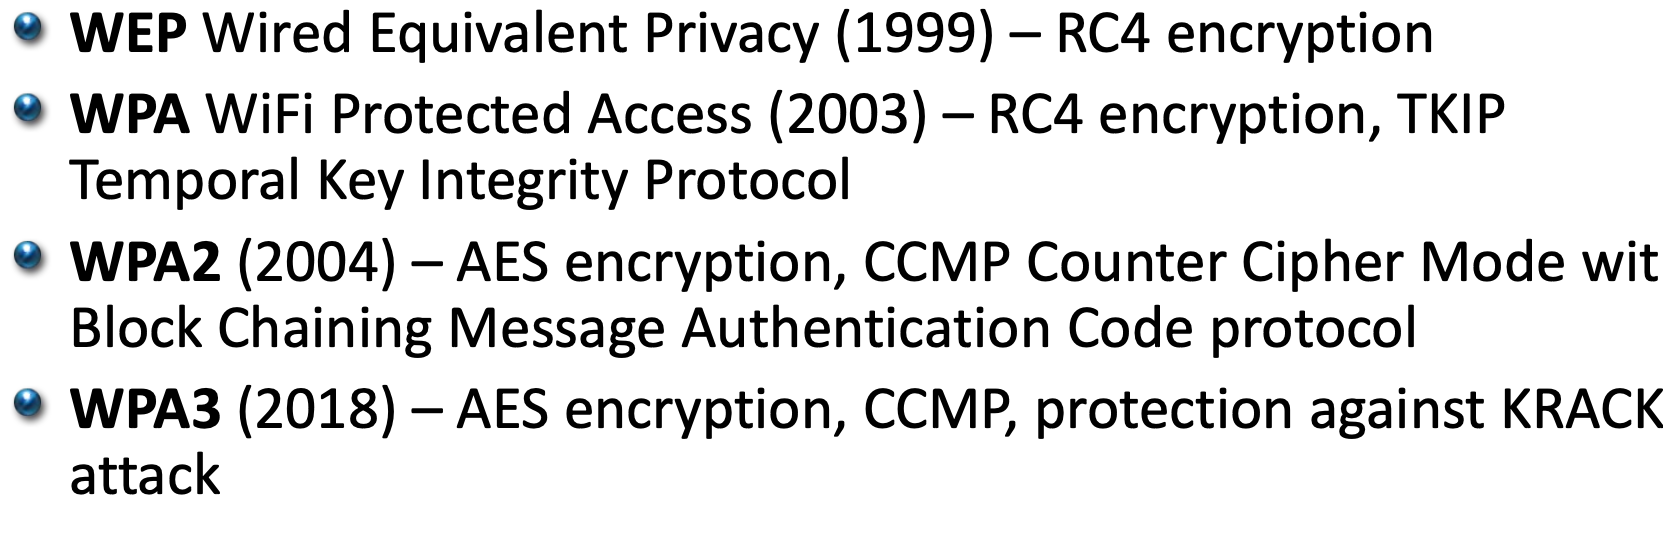 WEP Wired Equivalent Privacy (1999) – RC4 encryption
WPA WiFi Protected Access (2003) – RC4 encryption, TKIP
Temporal Key Integrity Protocol
WPA2 (2004) – AES encryption, CCMP Counter Cipher Mode wit
Block Chaining Message Authentication Code protocol
WPA3 (2018) – AES encryption, CCMP, protection against KRACK
attack